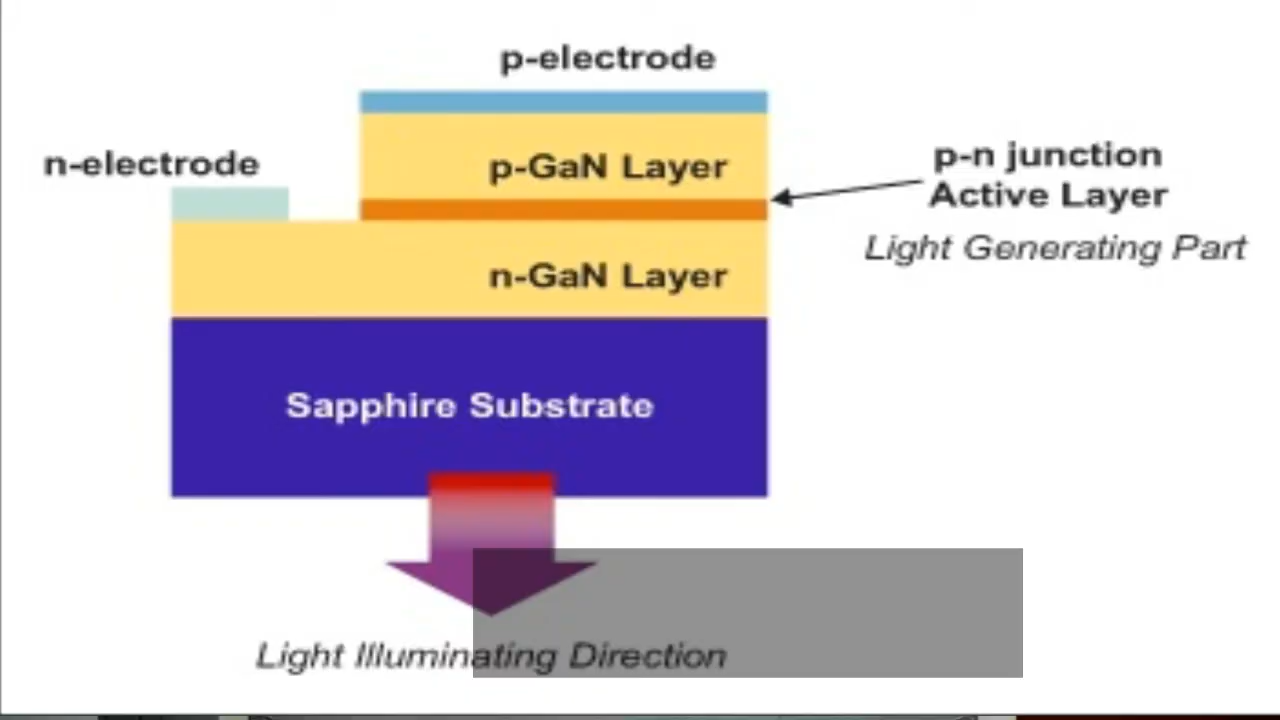 p-electrode
n-electrode
p-GaN Layer
p-n junction
Active Layer
Light Generating Part
n-GaN Layer
Sapphire Substrate
Light Illuminating Direction